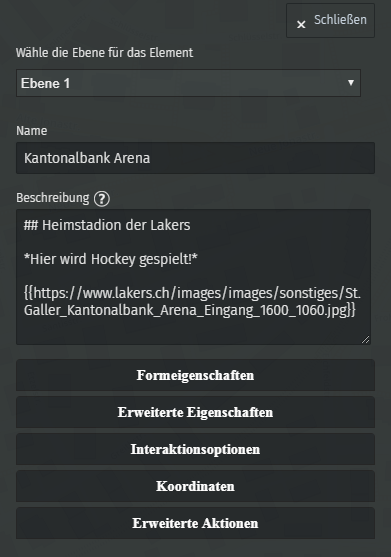 × Schließen
Wähle die Ebene für das Element
Ebene 1
Name
Kantonalbank Arena
Beschreibung ?
## Heimstadion der Lakers
*Hier wird Hockey gespielt!*
{{https://www.lakers.ch/images/images/sonstiges/St.
Galler_Kantonalbank_Arena_Eingang_1600_1060.jpg}}
Formeigenschaften
Erweiterte Eigenschaften
Interaktionsoptionen
Koordinaten
Erweiterte Aktionen